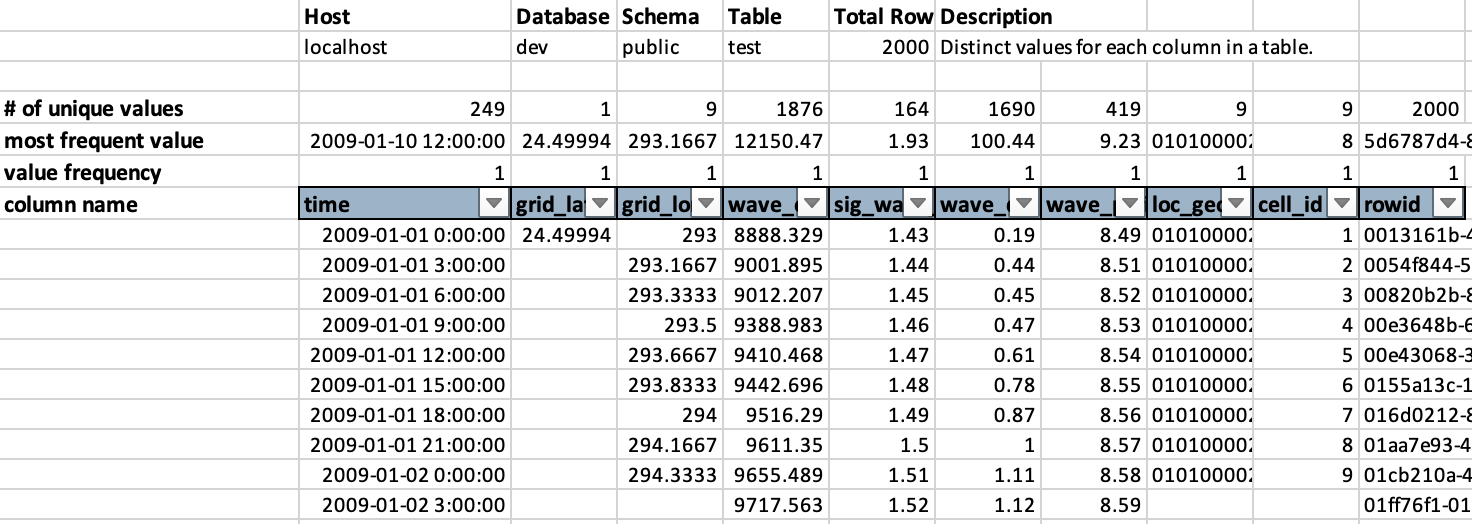 Host Database Schema Table Total Row Description
localhost dev public test 2000 Distinct values for each column in a table.
# of unique values 249 1 9 1876 164 1690 419 9 9 2000
most frequent value 2009-01-10 12:00:00 24.49994 293.1667 12150.47 1.93 100.44 9.23 010100002 8 5d6787d4-8
value frequency 1 1 1 1 1 1 1 1 1 1
column name time grid_la grid_lo wave_ sig_wa wave_ wave_ loc_geo cell_id rowid
2009-01-01 0:00:00 24.49994 293 8888.329 1.43 0.19 8.49 010100002 1 0013161b-4
2009-01-01 3:00:00 293.1667 9001.895 1.44 0.44 8.51 010100002 2 0054f844-5
2009-01-01 6:00:00 293.3333 9012.207 1.45 0.45 8.52 010100002 3 00820b2b-8
2009-01-01 9:00:00 293.5 9388.983 1.46 0.47 8.53 010100002 4 00e3648b-6
2009-01-01 12:00:00 293.6667 9410.468 1.47 0.61 8.54 010100002 5 00e43068-3
2009-01-01 15:00:00 293.8333 9442.696 1.48 0.78 8.55 010100002 6 0155a13c-1
2009-01-01 18:00:00 294 9516.29 1.49 0.87 8.56 010100002 7 016d0212-8
2009-01-01 21:00:00 294.1667 9611.35 1.5 1 8.57 010100002 8 01aa7e93-4
2009-01-02 0:00:00 294.3333 9655.489 1.51 1.11 8.58 010100002 9 01cb210a-4
2009-01-02 3:00:00 9717.563 1.52 1.12 8.59 01ff76f1-01